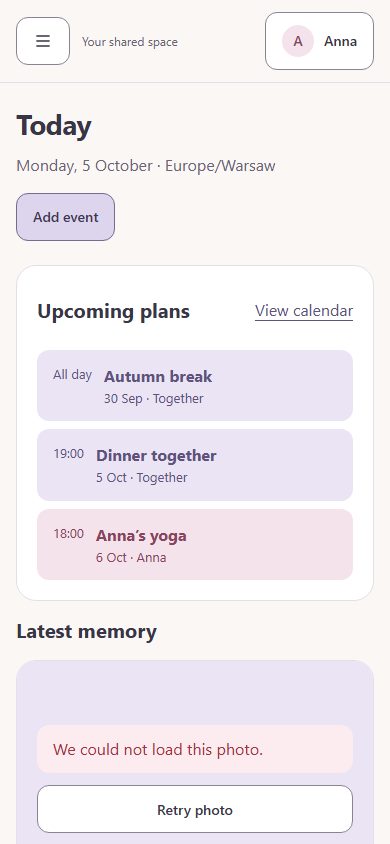 Your shared space
A
Anna
Today
Monday, 5 October · Europe/Warsaw
Add event
Upcoming plans
View calendar
All day
Autumn break
30 Sep · Together
19:00
Dinner together
5 Oct · Together
18:00
Anna’s yoga
6 Oct · Anna
Latest memory
We could not load this photo.
Retry photo